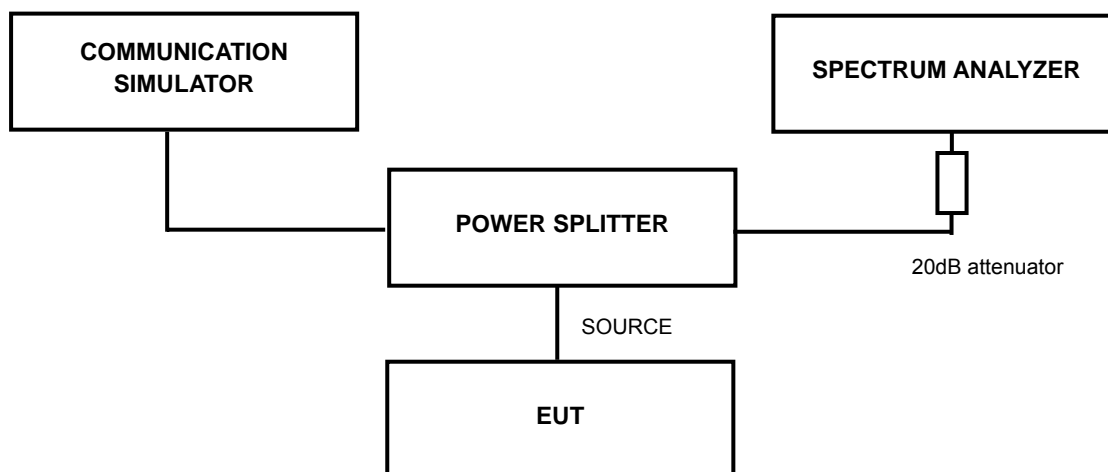 COMMUNICATION
SIMULATOR
SPECTRUM ANALYZER
POWER SPLITTER
20dB attenuator
SOURCE
EUT